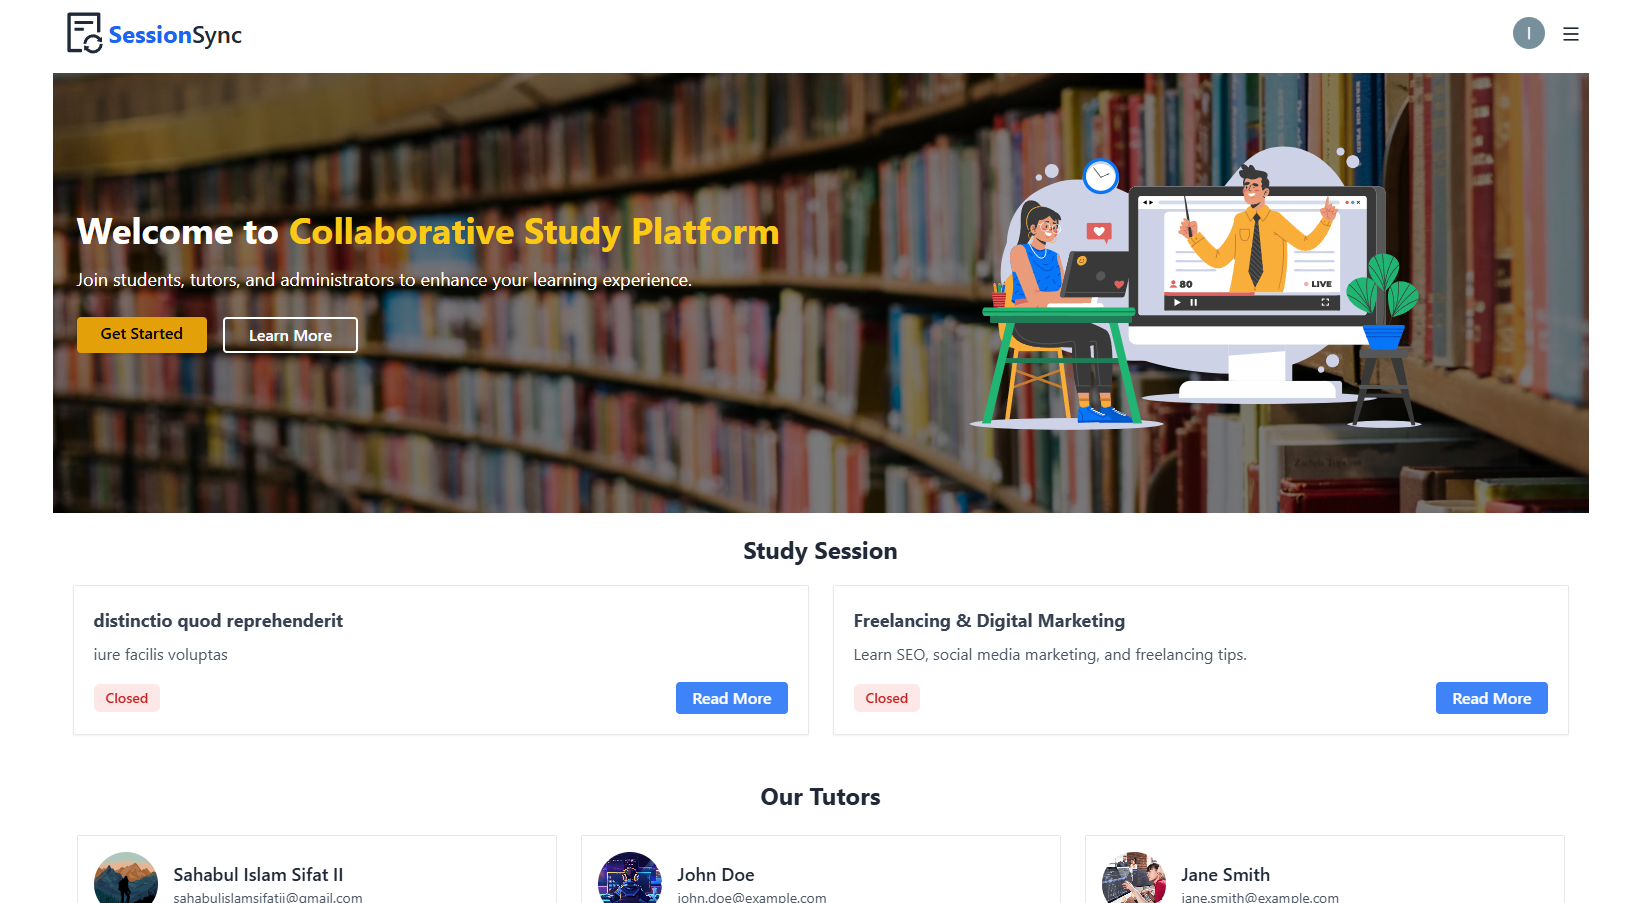 SessionSync
I
Welcome to Collaborative Study Platform
Join students, tutors, and administrators to enhance your learning experience.
Get Started
Learn More
80
LIVE
Study Session
distinctio quod reprehenderit
iure facilis voluptas
Closed
Read More
Freelancing & Digital Marketing
Learn SEO, social media marketing, and freelancing tips.
Closed
Read More
Our Tutors
Sahabul Islam Sifat II
sahabulislamsifatii@gmail.com
John Doe
john.doe@example.com
Jane Smith
jane.smith@example.com